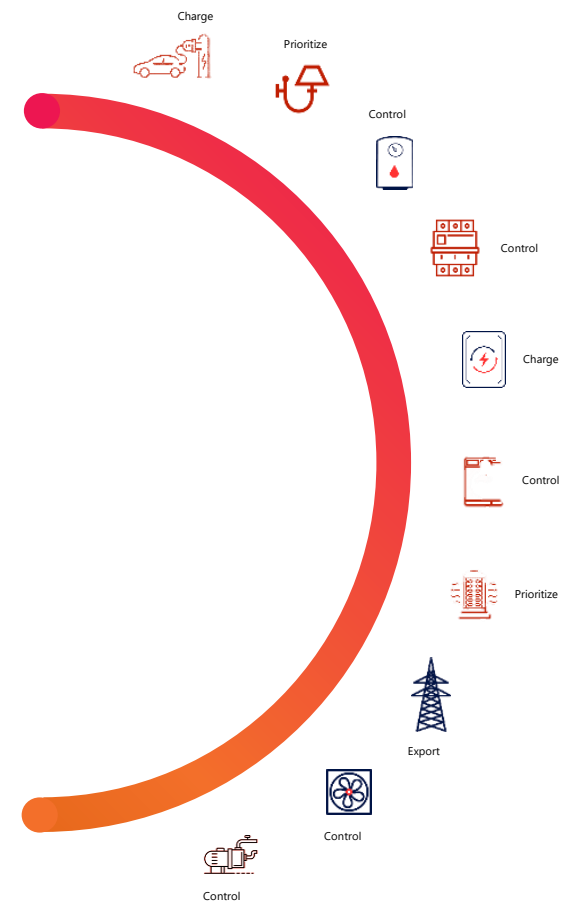 Charge
Prioritize
Control
Control
Charge
Control
Prioritize
Export
Control
Control